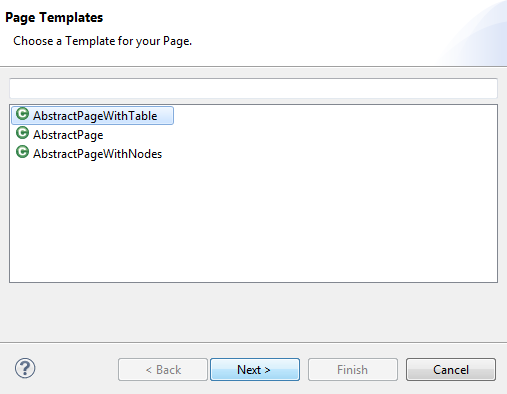 Page Templates
Choose a Template for your Page.
AbstractPageWithTable
AbstractPage
AbstractPageWithNodes
? < Back Next > Finish Cancel